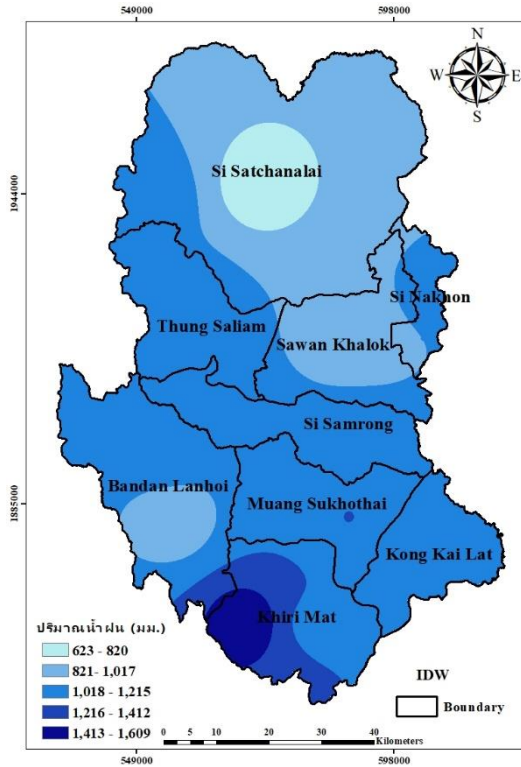 549000 598000
N
W E
S
Si Satchanalai
1944000 1944000
Si Nakhon
Thung Saliam
Sawan Khalok
Si Samrong
Bandan Lanhoi
1885000 1885000
Muang Sukhothai
Kong Kai Lat
Khiri Mat
ปริมาณน้ำฝน (มม.)
623 - 820
821- 1,017
1,018 - 1,215
1,216 - 1,412
1,413 - 1,609
IDW
Boundary
0 5 10 20 30 40
Kilometers
549000 598000